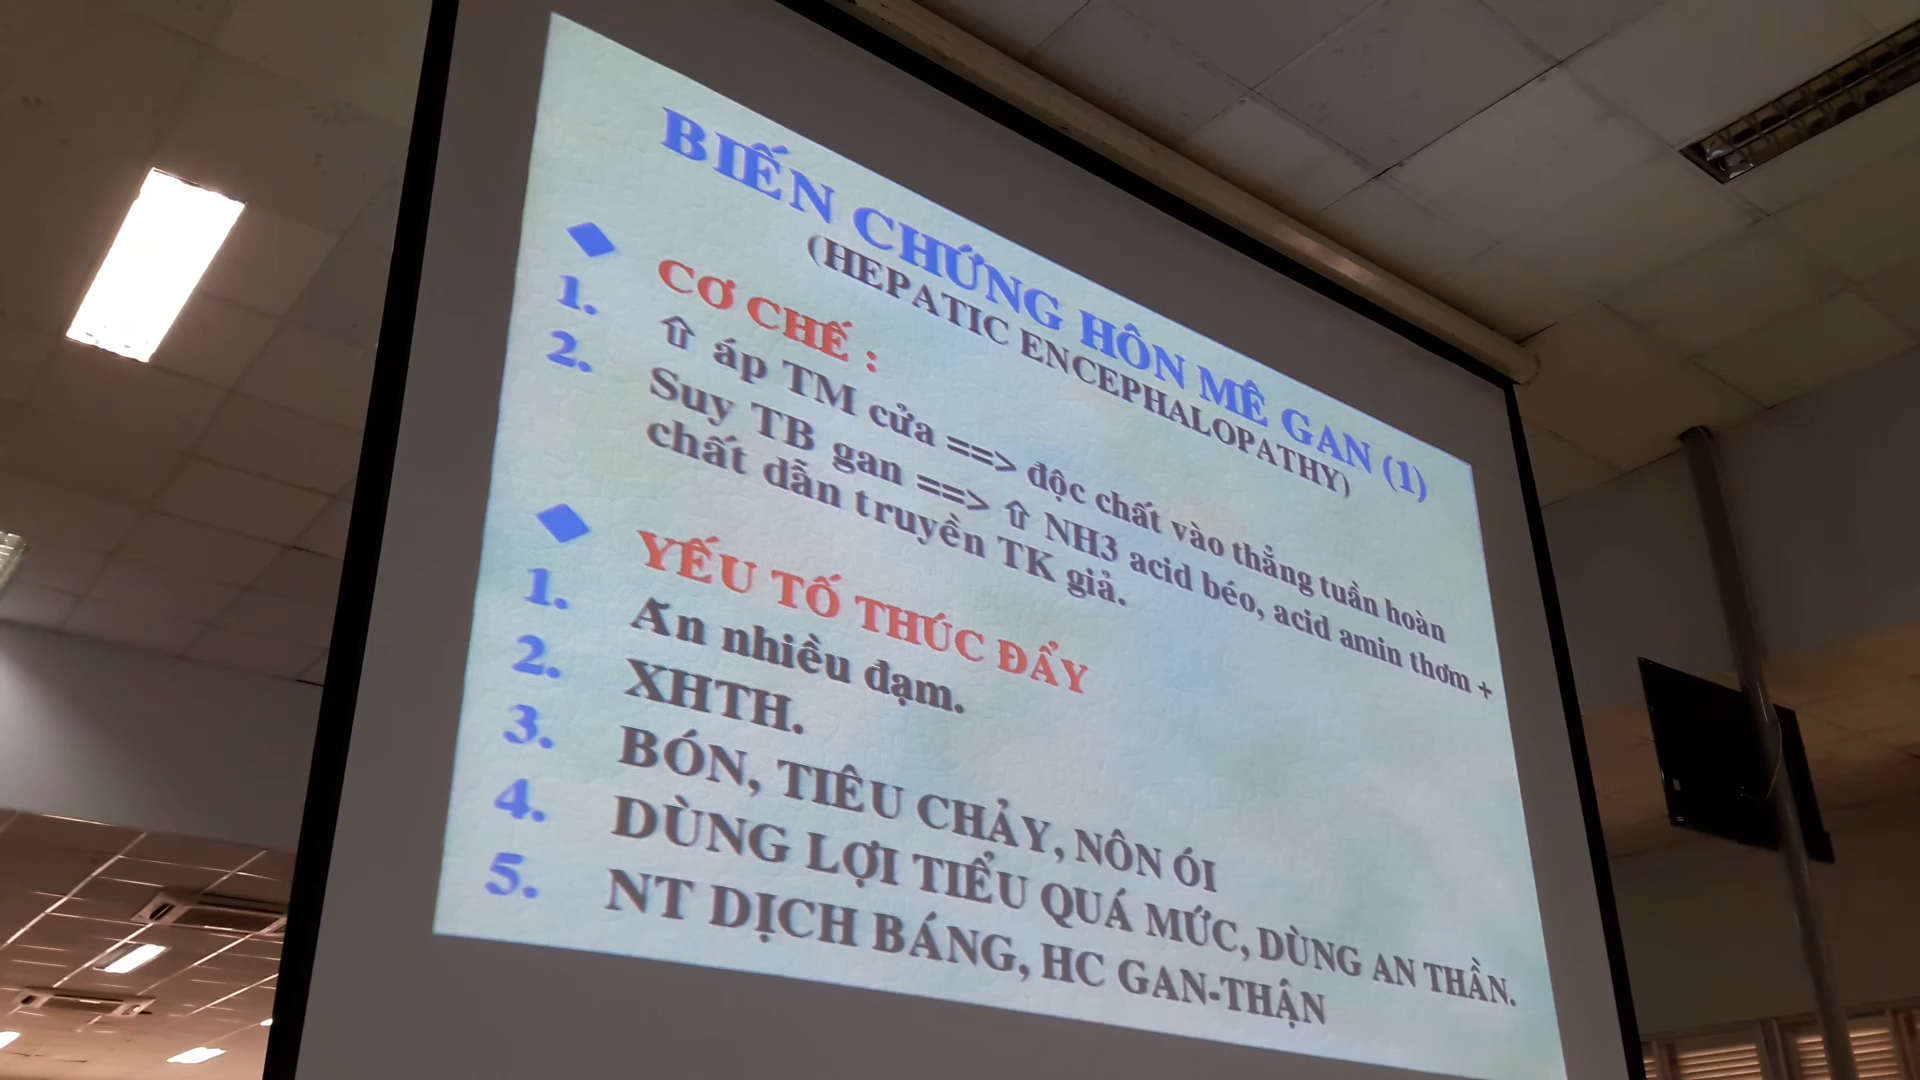 BIẾN CHỨNG HÔN MÊ GAN (1)
(HEPATIC ENCEPHALOPATHY)
◆ CƠ CHẾ :
1. ⇧ áp TM cửa ==> độc chất vào thẳng tuần hoàn
2. Suy TB gan ==> ⇧ NH3 acid béo, acid amin thơm +
chất dẫn truyền TK giả.
◆ YẾU TỐ THÚC ĐẨY
1. Ăn nhiều đạm.
2. XHTH.
3. BÓN, TIÊU CHẢY, NÔN ÓI
4. DÙNG LỢI TIỂU QUÁ MỨC, DÙNG AN THẦN.
5. NT DỊCH BÁNG, HC GAN-THẬN